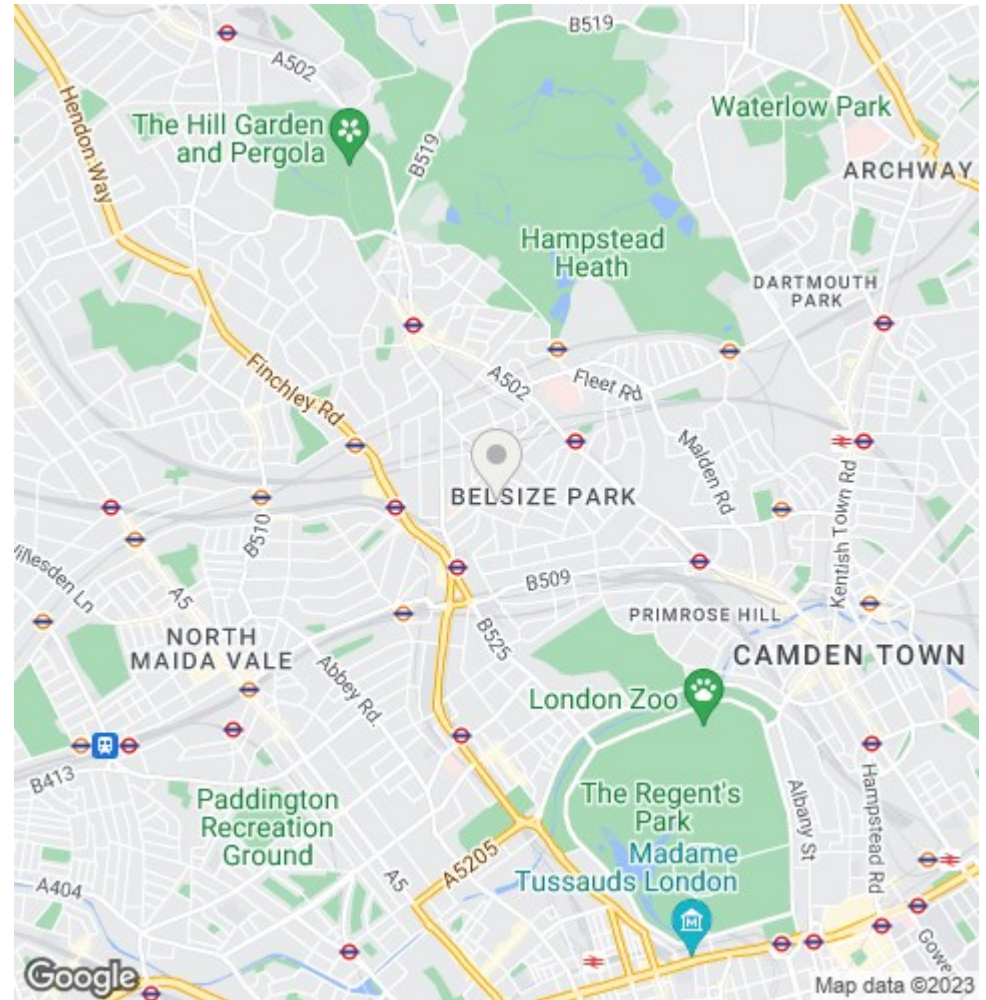 B519
A502
Hendon Way
The Hill Garden
and Pergola
B519
Waterlow Park
ARCHWAY
Hampstead
Heath
DARTMOUTH
PARK
A502
Fleet Rd
Finchley Rd
Malden Rd
BELSIZE PARK
B510
Kentish Town Rd
Willesden Ln
A5
B509
PRIMROSE HILL
NORTH
MAIDA VALE
B525
CAMDEN TOWN
Abbey Rd.
London Zoo
B413
Paddington
Recreation
Ground
The Regent's
Park
Albany St
Hampstead Rd
Madame
Tussauds London
A5205
A5
A404
Gowe
Google
Map data ©2023